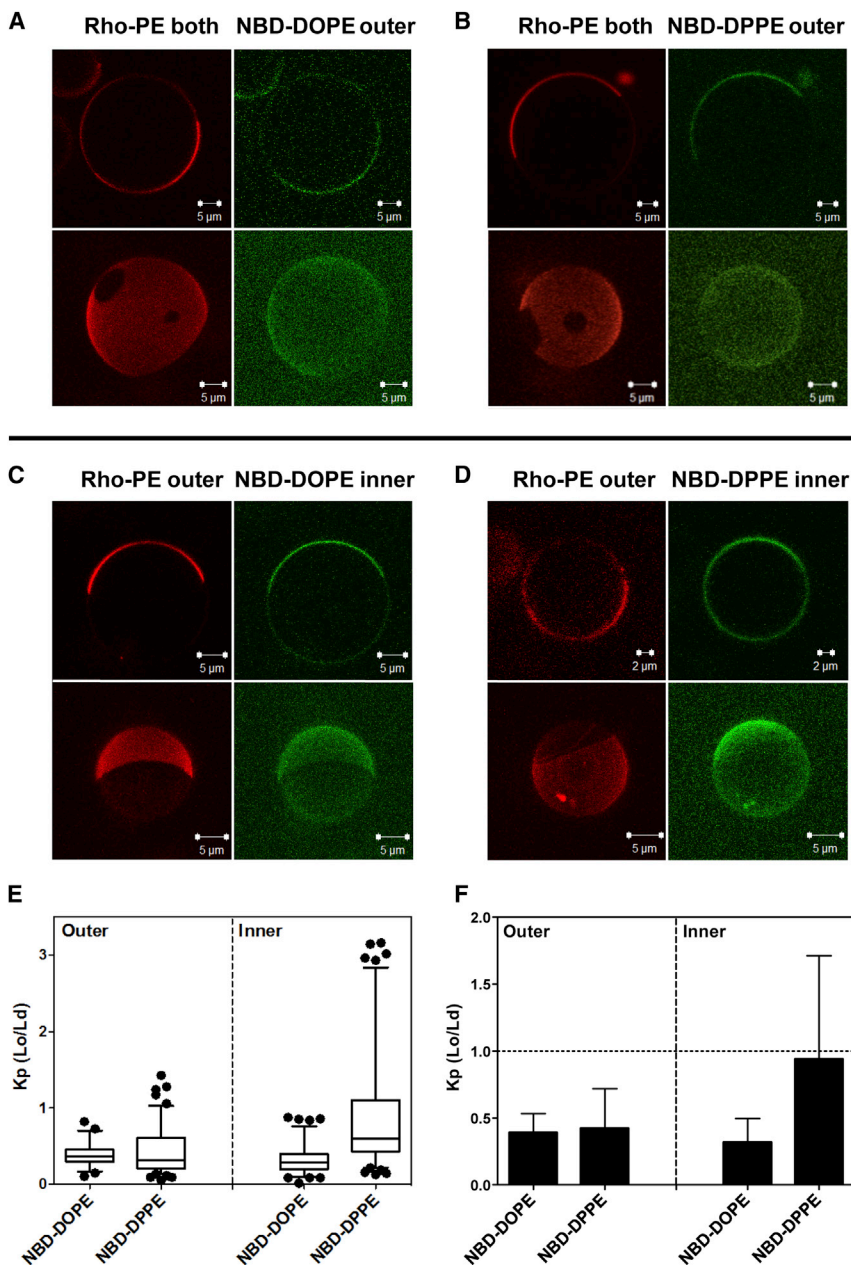 A
Rho-PE both NBD-DOPE outer
5 µm 5 µm
5 µm 5 µm
B
Rho-PE both NBD-DPPE outer
5 µm 5 µm
5 µm 5 µm
C
Rho-PE outer NBD-DOPE inner
5 µm 5 µm
5 µm 5 µm
D
Rho-PE outer NBD-DPPE inner
2 µm 2 µm
5 µm 5 µm
E
Outer Inner
Kp (Lo/Ld)
3
2
1
0
NBD-DOPE NBD-DPPE NBD-DOPE NBD-DPPE
F
Outer Inner
Kp (Lo/Ld)
2.0
1.5
1.0
0.5
0.0
NBD-DOPE NBD-DPPE NBD-DOPE NBD-DPPE